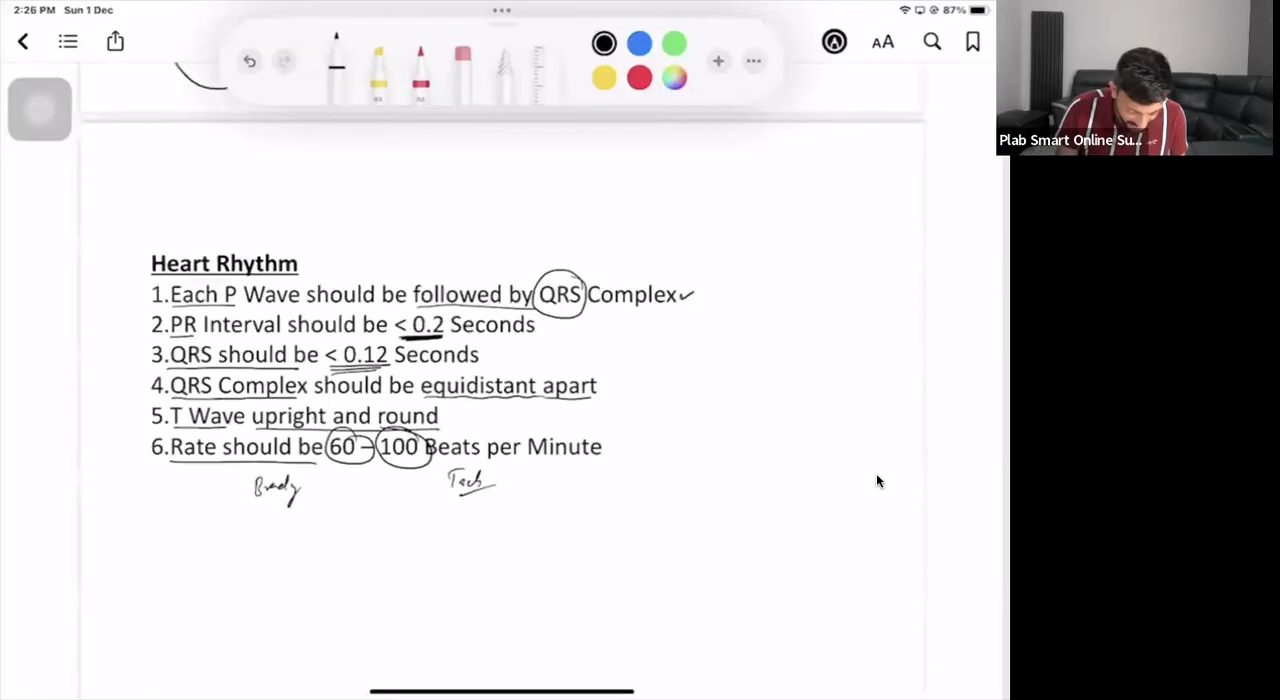 2:26 PM Sun 1 Dec
87%
AA
Plab Smart Online Su...
Heart Rhythm
1.Each P Wave should be followed by QRS Complex
2.PR Interval should be < 0.2 Seconds
3.QRS should be < 0.12 Seconds
4.QRS Complex should be equidistant apart
5.T Wave upright and round
6.Rate should be 60 – 100 Beats per Minute
Brady Tach